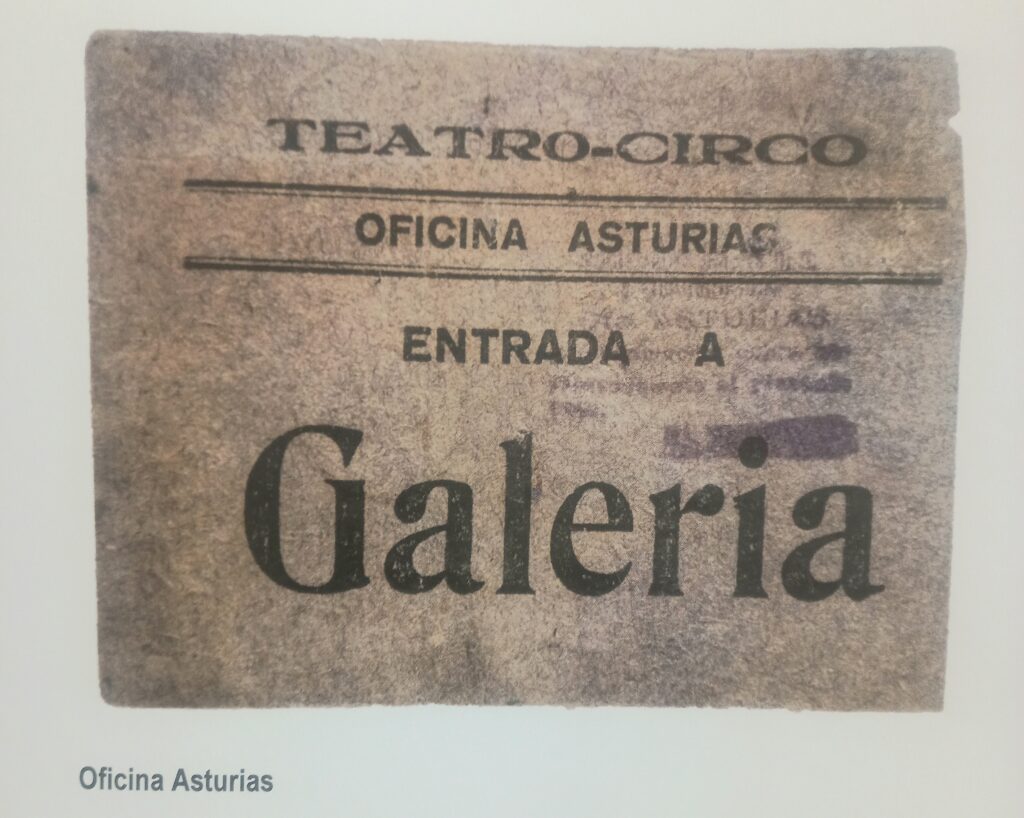 TEATRO-CIRCO
OFICINA ASTURIAS
ENTRADA A
Galeria
Oficina Asturias